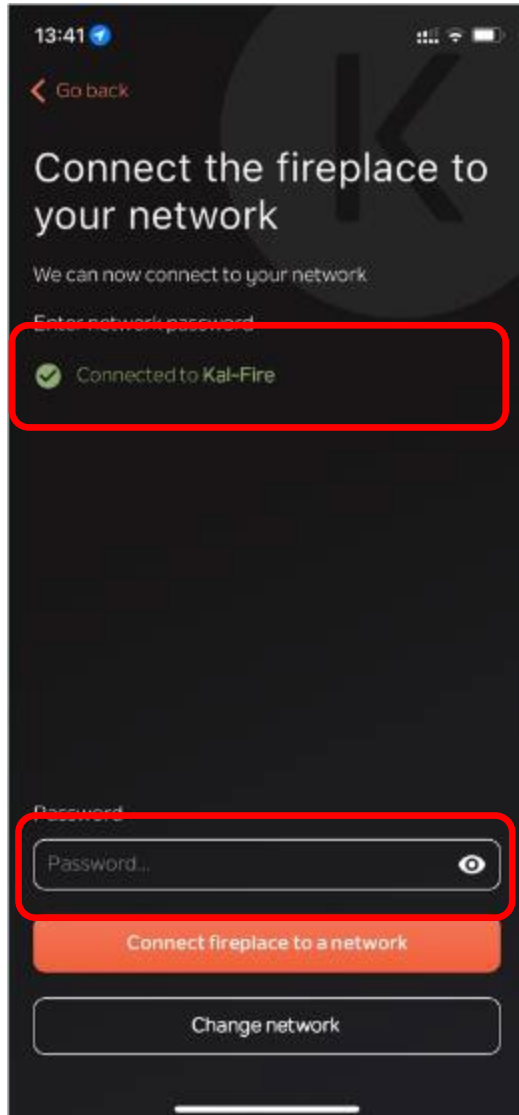 13:41
Go back
Connect the fireplace to
your network
We can now connect to your network
Enter network password
Connected to Kal-Fire
Password
Password...
Connect fireplace to a network
Change network